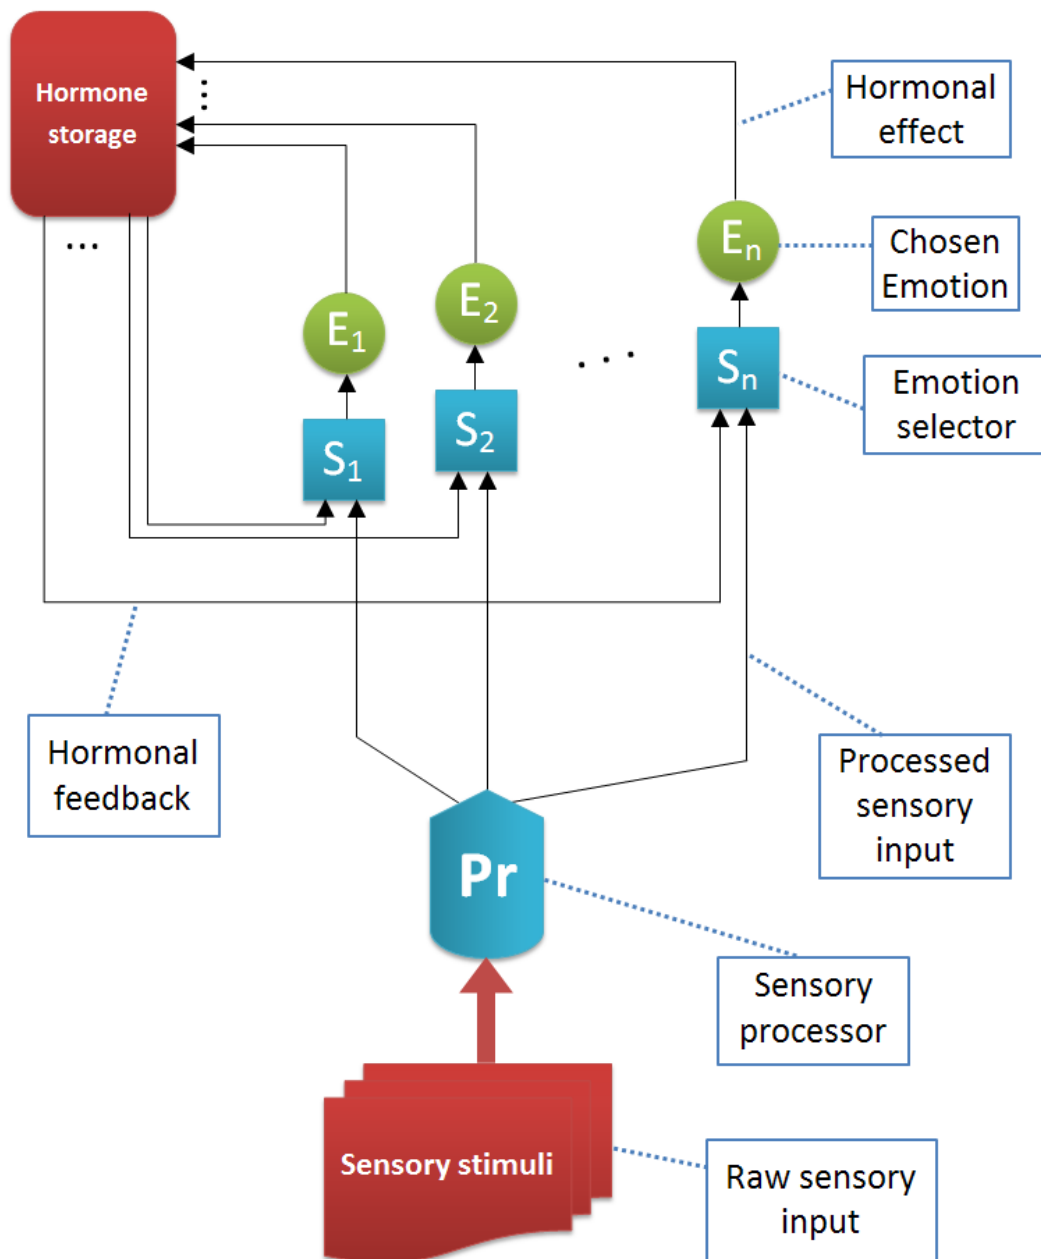 Hormone
storage
Hormonal
effect
...
...
E₁
E₂
Eₙ
Chosen
Emotion
. . .
S₁
S₂
Sₙ
Emotion
selector
Hormonal
feedback
Processed
sensory
input
Pr
Sensory
processor
Sensory stimuli
Raw sensory
input